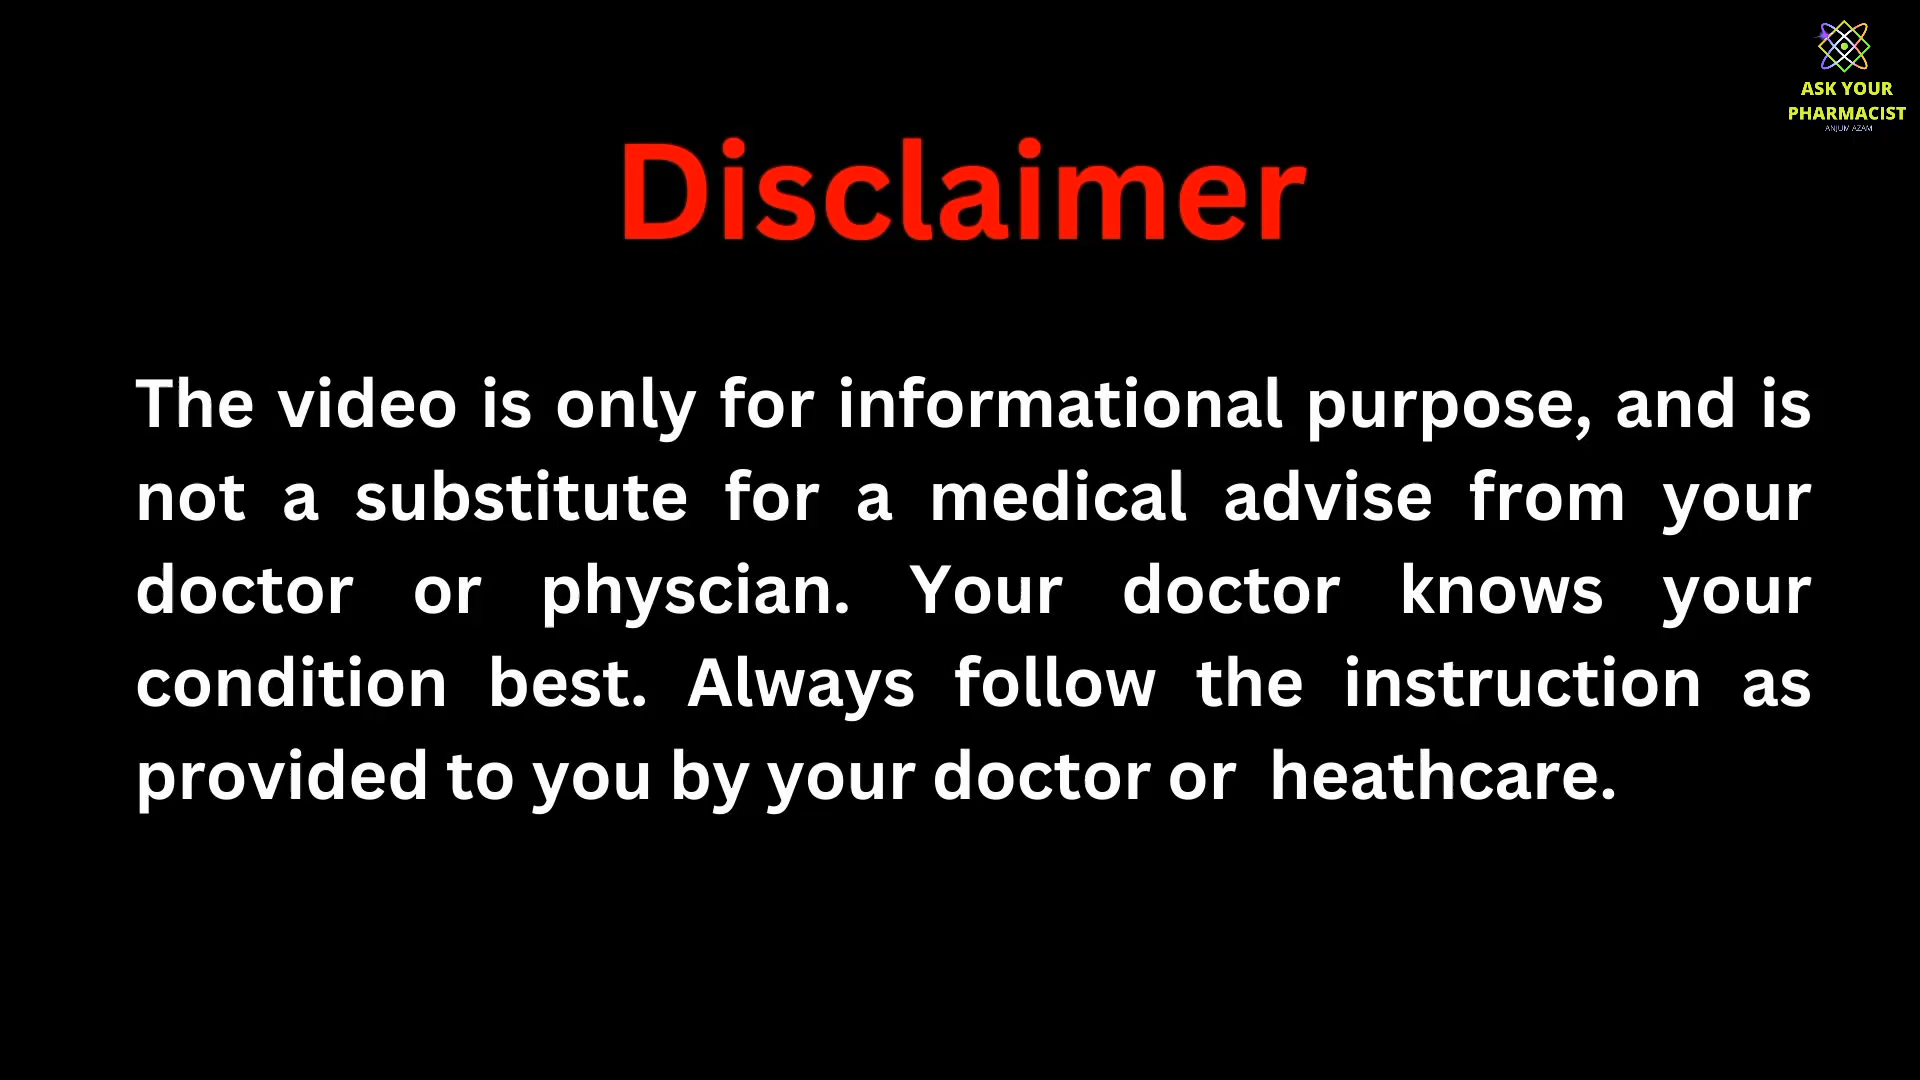 ASK YOUR
PHARMACIST
ANJUM AZAM
Disclaimer
The video is only for informational purpose, and is
not a substitute for a medical advise from your
doctor or physcian. Your doctor knows your
condition best. Always follow the instruction as
provided to you by your doctor or heathcare.